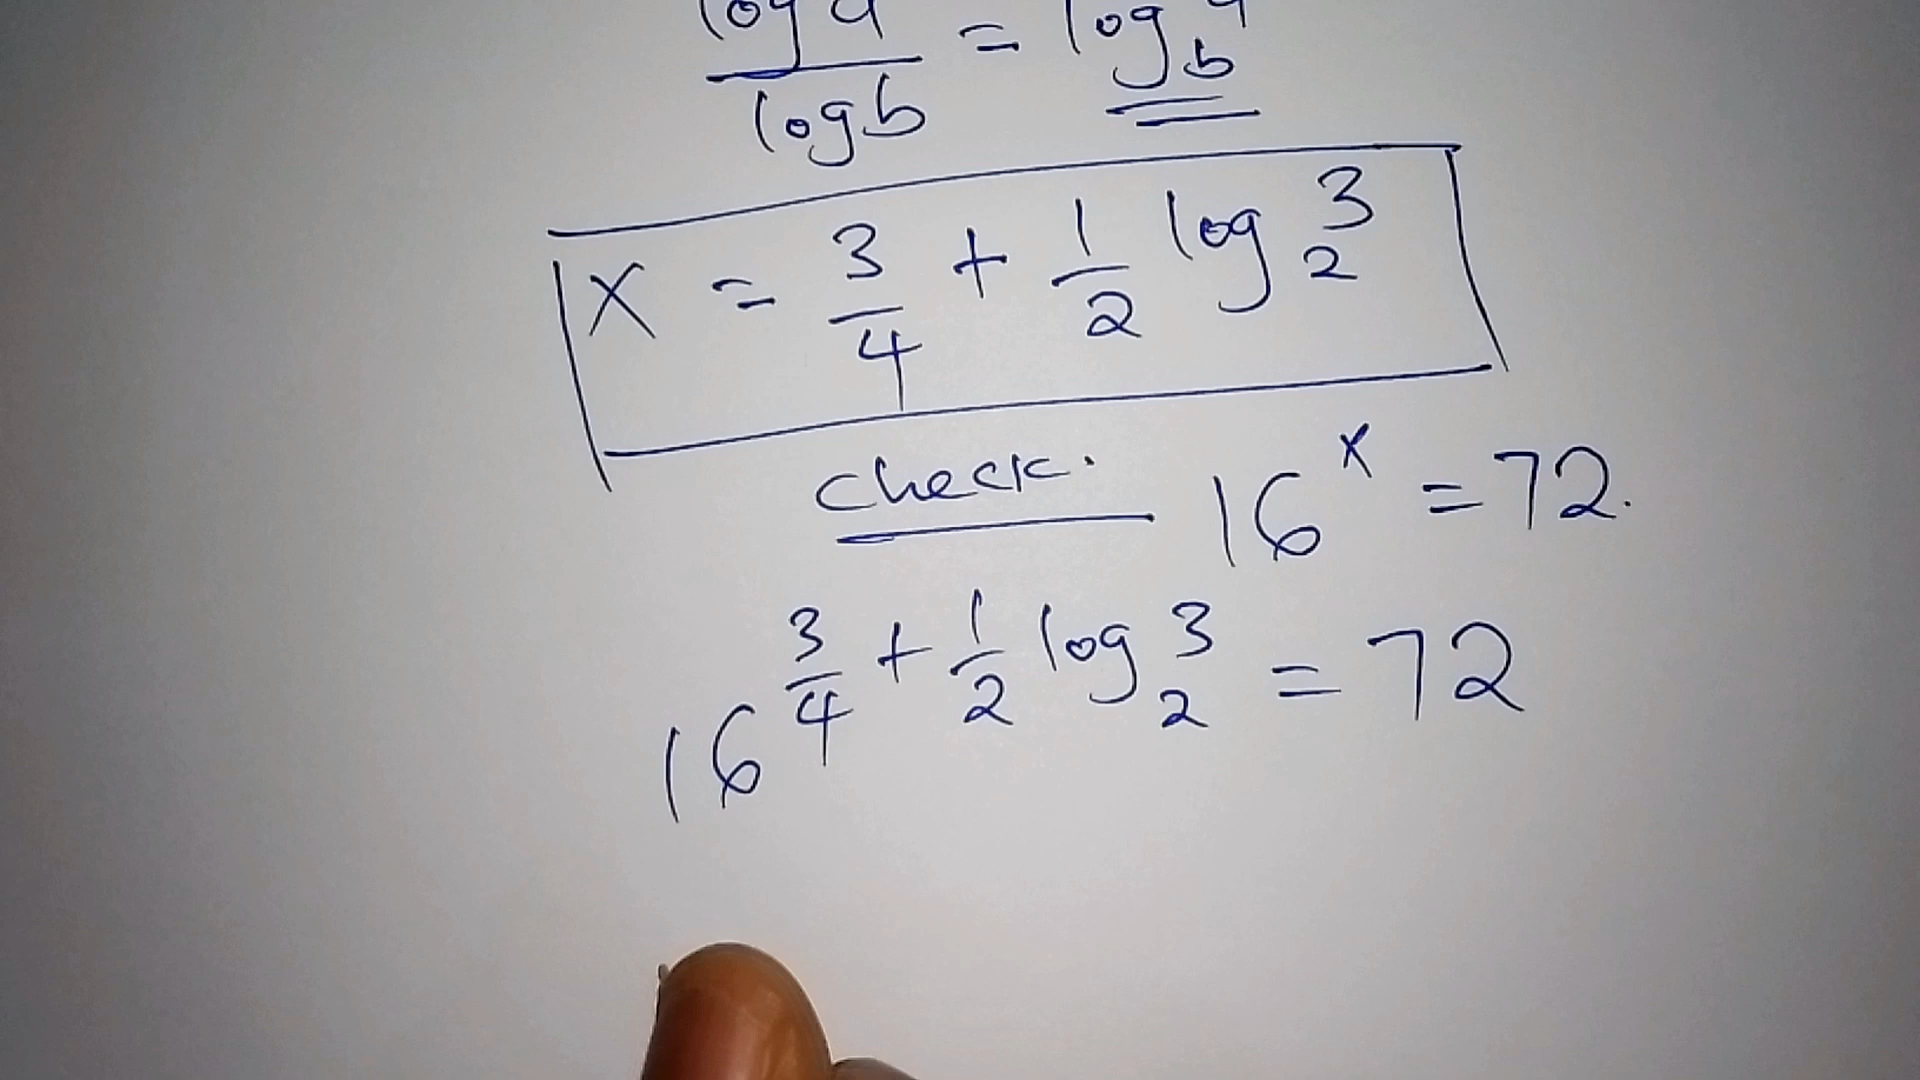 log a / log b = log_b a
x = 3/4 + 1/2 log_2 3
check. 16^x = 72.
16^(3/4 + 1/2 log_2 3) = 72